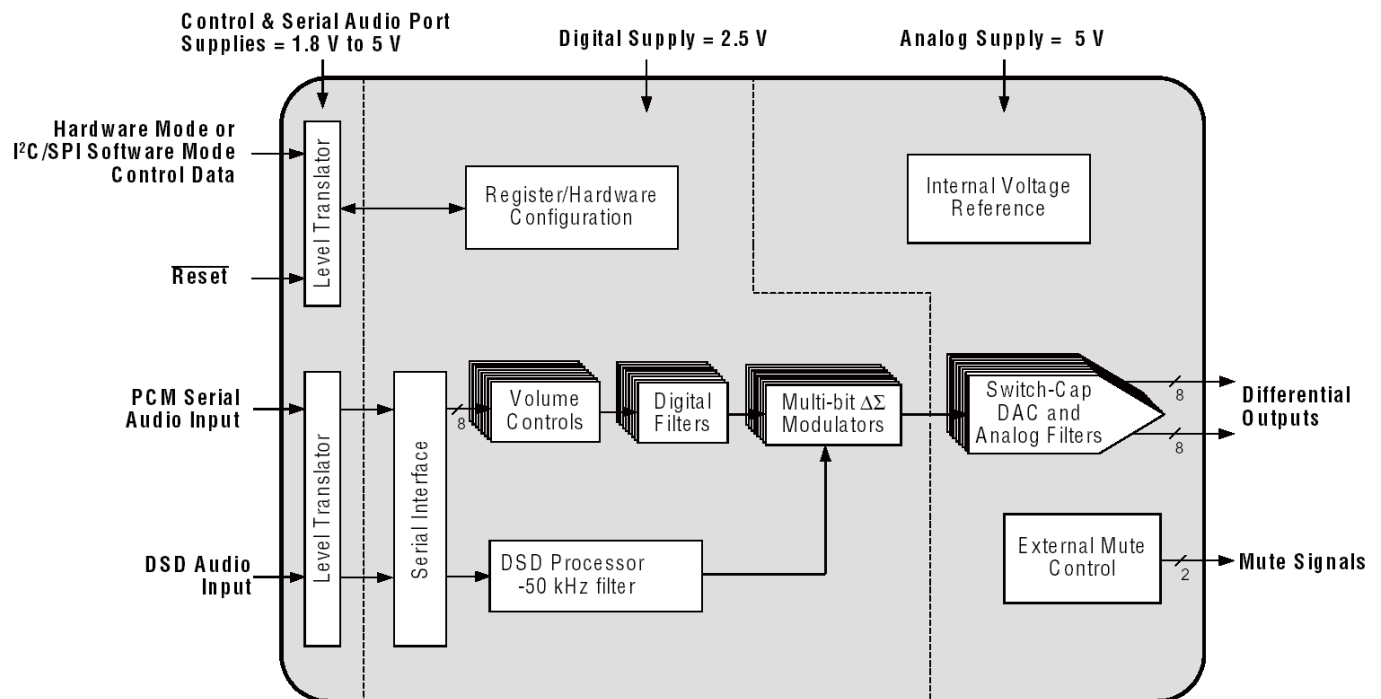 Control & Serial Audio Port
Supplies = 1.8 V to 5 V
Digital Supply = 2.5 V
Analog Supply = 5 V
Hardware Mode or
I²C/SPI Software Mode
Control Data
Reset
Level Translator
Register/Hardware
Configuration
Internal Voltage
Reference
PCM Serial
Audio Input
DSD Audio
Input
Level Translator
Serial Interface
8
Volume
Controls
Digital
Filters
Multi-bit ΔΣ
Modulators
Switch-Cap
DAC and
Analog Filters
8
8
Differential
Outputs
DSD Processor
-50 kHz filter
External Mute
Control
2
Mute Signals